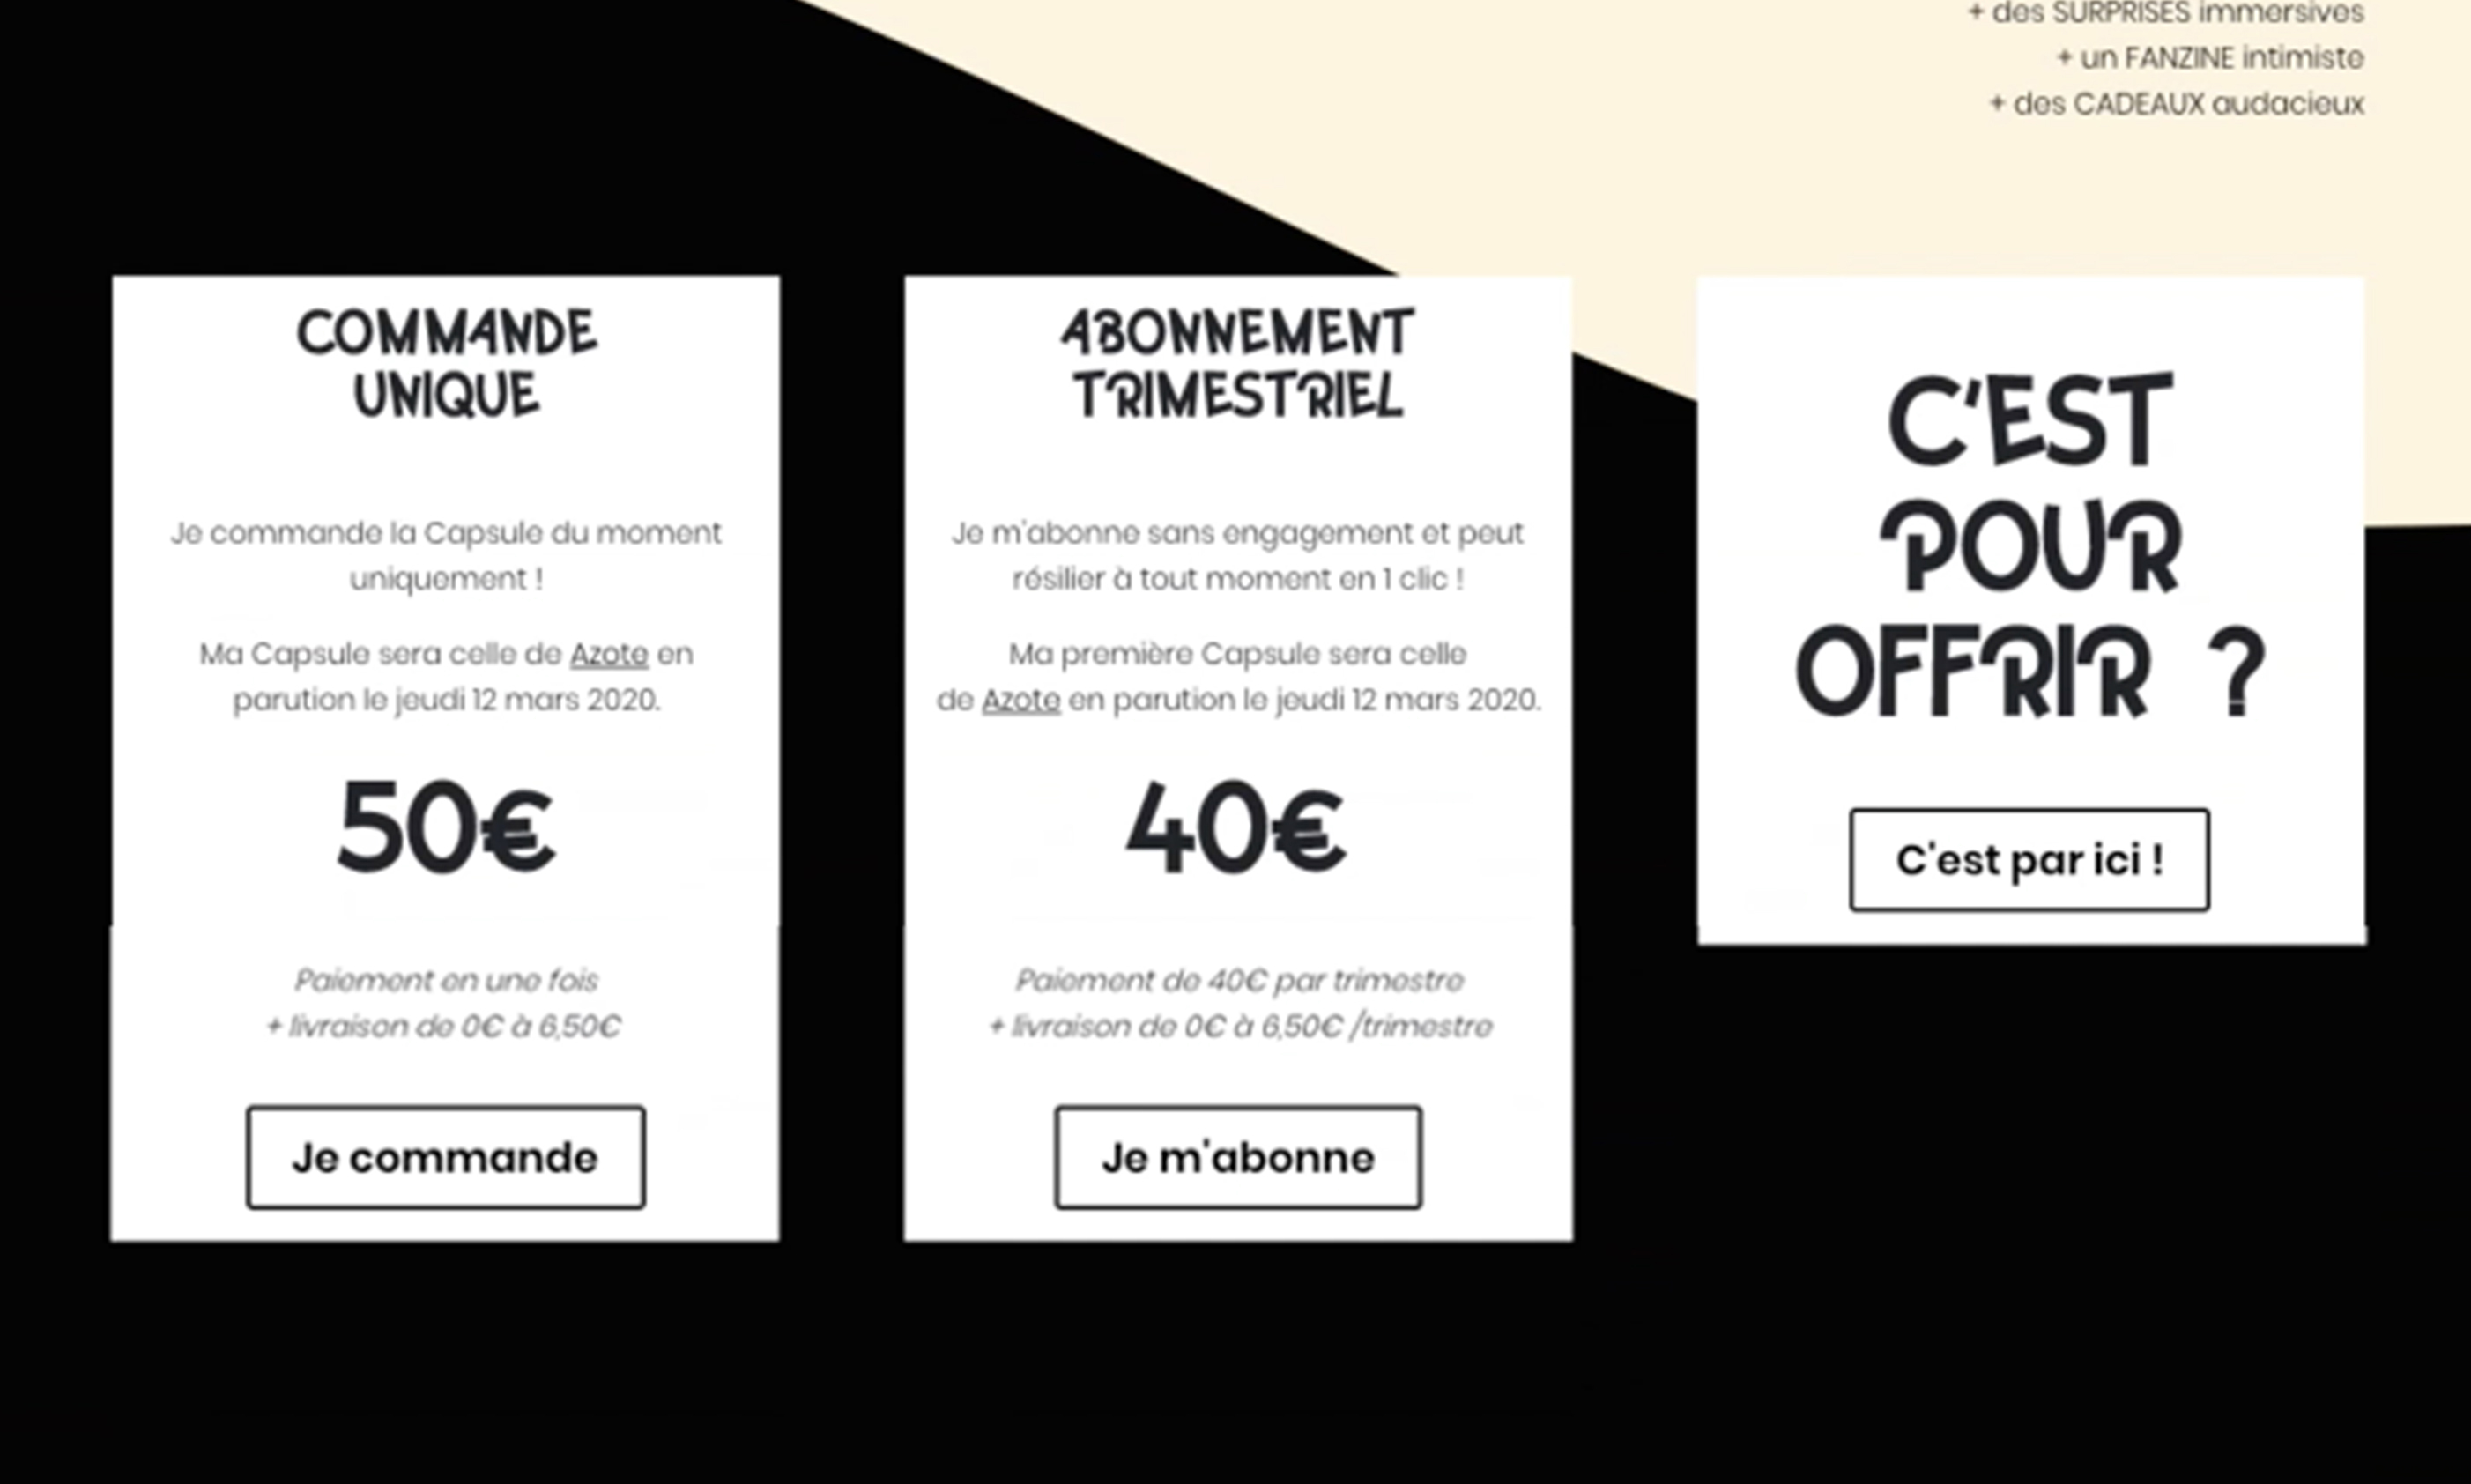 + des SURPRISES immersives
+ un FANZINE intimiste
+ des CADEAUX audacieux
COMMANDE
UNIQUE
Je commande la Capsule du moment
uniquement !
Ma Capsule sera celle de Azote en
parution le jeudi 12 mars 2020.
50€
Paiement en une fois
+ livraison de 0€ à 6,50€
Je commande
ABONNEMENT
TRIMESTRIEL
Je m'abonne sans engagement et peut
résilier à tout moment en 1 clic !
Ma première Capsule sera celle
de Azote en parution le jeudi 12 mars 2020.
40€
Paiement de 40€ par trimestre
+ livraison de 0€ à 6,50€ /trimestre
Je m'abonne
C'EST
POUR
OFFRIR ?
C'est par ici !